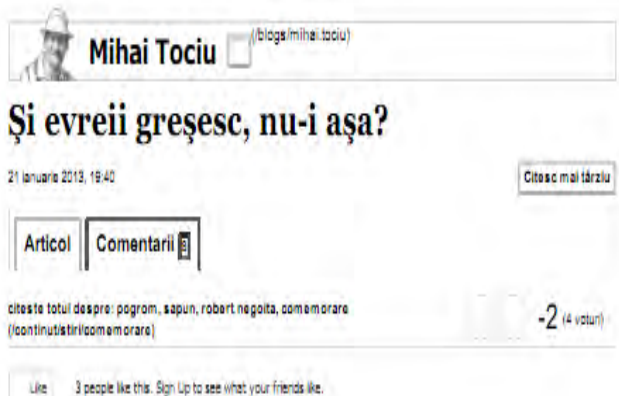 Mihai Tociu (/blogs/mihai.tociu)
Şi evreii greşesc, nu-i aşa?
21 ianuarie 2013, 19:40
Citesc mai târziu
Articol
Comentarii 8
citeste totul despre: pogrom, sapun, robert negoita, comemorare
(/continut/stiri/comemorare)
-2 (4 voturi)
Like 3 people like this. Sign Up to see what your friends like.